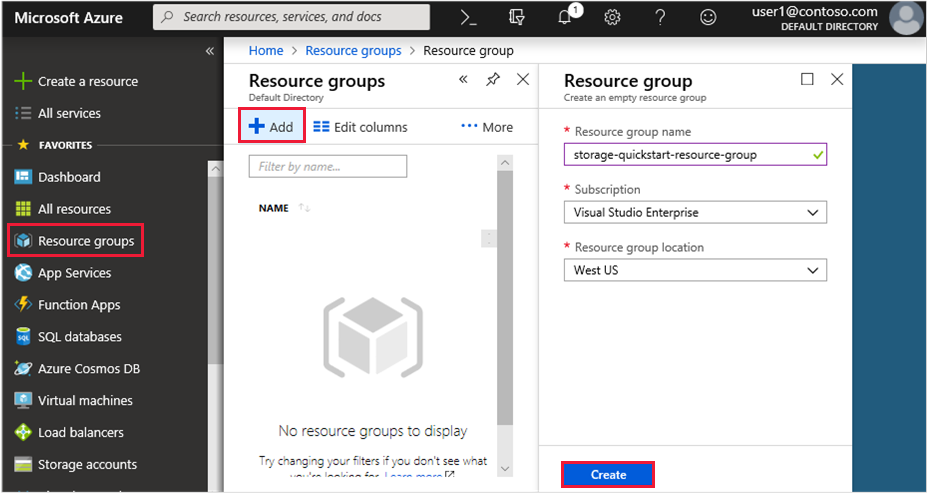 Microsoft Azure
Search resources, services, and docs
1
user1@contoso.com
DEFAULT DIRECTORY
Create a resource
All services
FAVORITES
Dashboard
All resources
Resource groups
App Services
Function Apps
SQL databases
Azure Cosmos DB
Virtual machines
Load balancers
Storage accounts
Home > Resource groups > Resource group
Resource groups
Default Directory
Add
Edit columns
More
Filter by name...
NAME
No resource groups to display
Try changing your filters if you don't see what
you're looking for. Learn more
Resource group
Create an empty resource group
* Resource group name
storage-quickstart-resource-group
* Subscription
Visual Studio Enterprise
* Resource group location
West US
Create